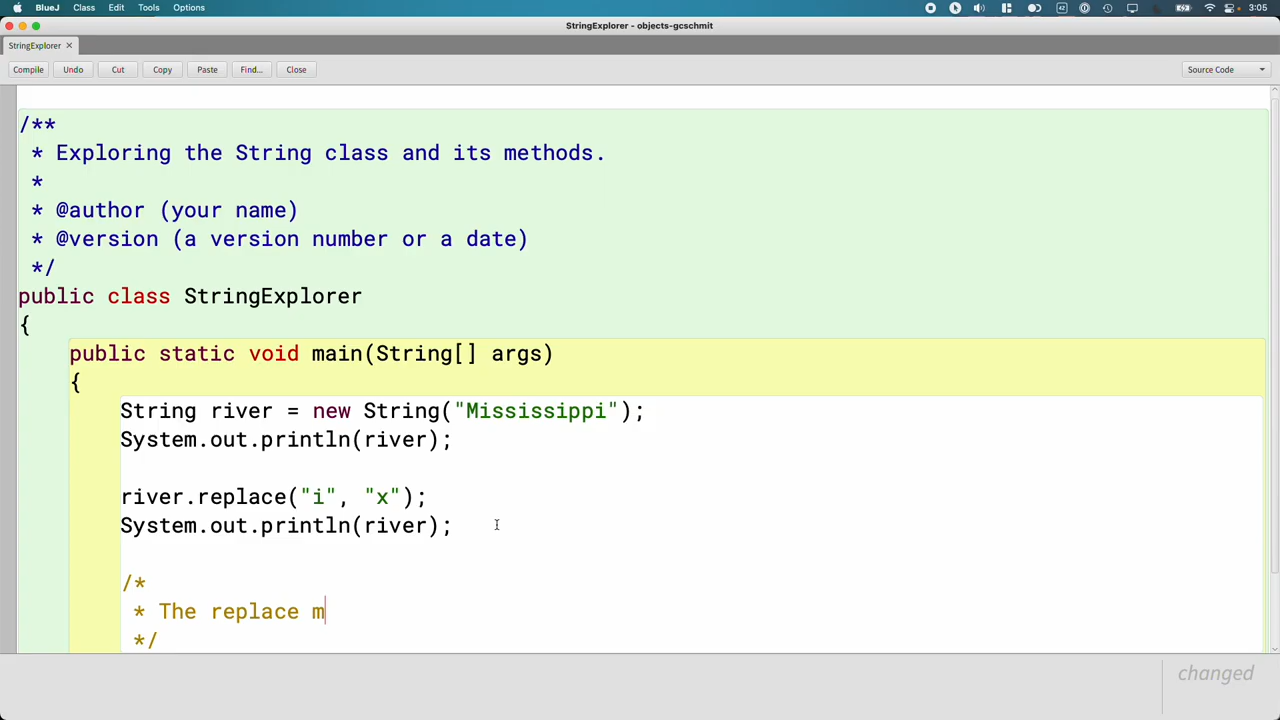 BlueJ Class Edit Tools Options 3:05
StringExplorer - objects-gcschmit
StringExplorer ×
Compile Undo Cut Copy Paste Find... Close Source Code
/**
 * Exploring the String class and its methods.
 *
 * @author (your name)
 * @version (a version number or a date)
 */
public class StringExplorer
{
public static void main(String[] args)
{
String river = new String("Mississippi");
System.out.println(river);
river.replace("i", "x");
System.out.println(river);
/*
 * The replace m
 */
changed